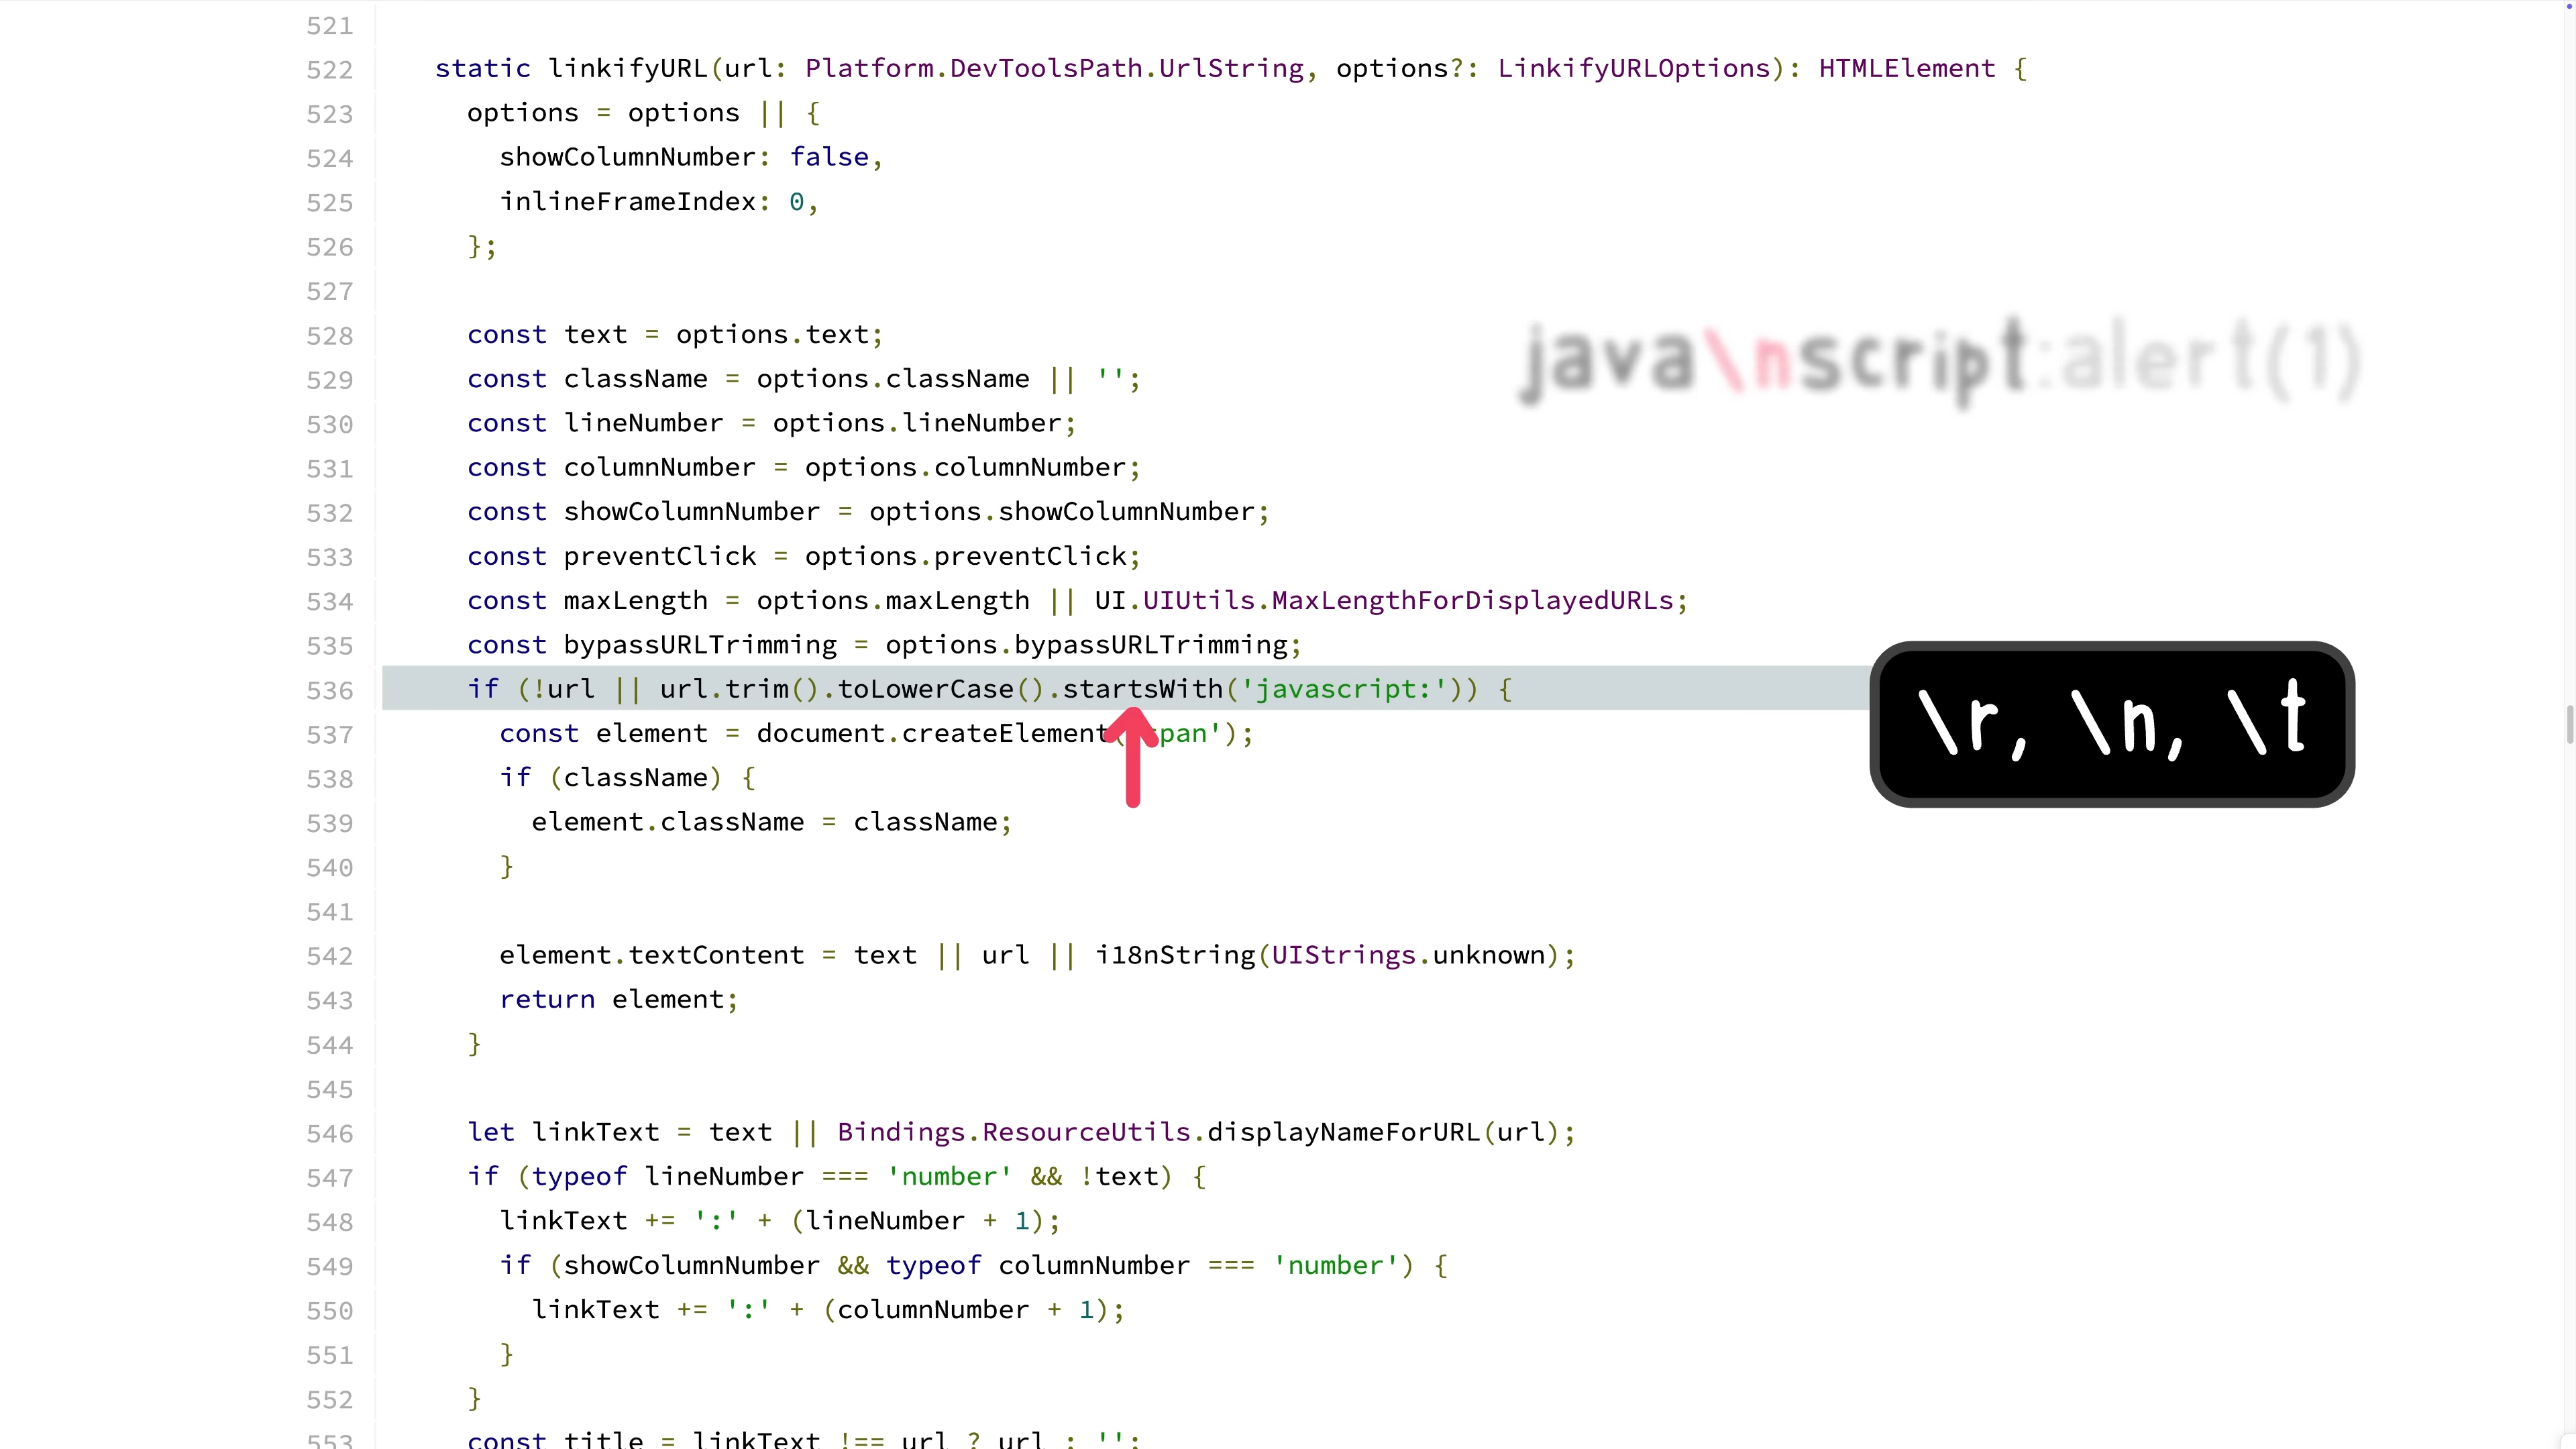 521
522 static linkifyURL(url: Platform.DevToolsPath.UrlString, options?: LinkifyURLOptions): HTMLElement {
523 options = options || {
524 showColumnNumber: false,
525 inlineFrameIndex: 0,
526 };
527
528 const text = options.text;
java\nscript:alert(1)
529 const className = options.className || '';
530 const lineNumber = options.lineNumber;
531 const columnNumber = options.columnNumber;
532 const showColumnNumber = options.showColumnNumber;
533 const preventClick = options.preventClick;
534 const maxLength = options.maxLength || UI.UIUtils.MaxLengthForDisplayedURLs;
535 const bypassURLTrimming = options.bypassURLTrimming;
536 if (!url || url.trim().toLowerCase().startsWith('javascript:')) {
\r, \n, \t
537 const element = document.createElement( pan');
538 if (className) {
539 element.className = className;
540 }
541
542 element.textContent = text || url || i18nString(UIStrings.unknown);
543 return element;
544 }
545
546 let linkText = text || Bindings.ResourceUtils.displayNameForURL(url);
547 if (typeof lineNumber === 'number' && !text) {
548 linkText += ':' + (lineNumber + 1);
549 if (showColumnNumber && typeof columnNumber === 'number') {
550 linkText += ':' + (columnNumber + 1);
551 }
552 }
553 const title = linkText !== url ? url : '';